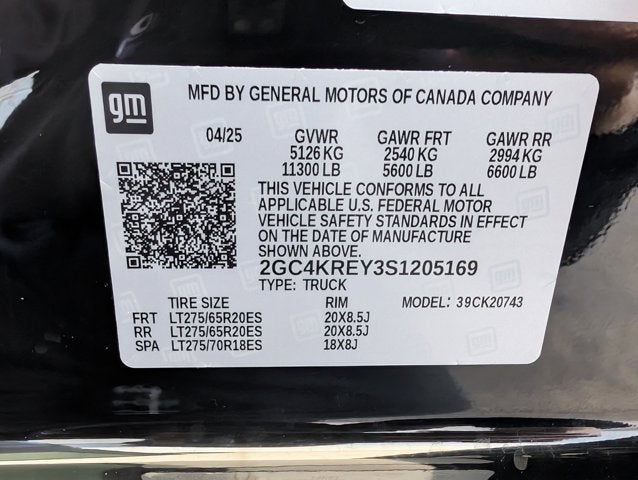 gm
MFD BY GENERAL MOTORS OF CANADA COMPANY
04/25 GVWR GAWR FRT GAWR RR
5126 KG 2540 KG 2994 KG
11300 LB 5600 LB 6600 LB
THIS VEHICLE CONFORMS TO ALL
APPLICABLE U.S. FEDERAL MOTOR
VEHICLE SAFETY STANDARDS IN EFFECT
ON THE DATE OF MANUFACTURE
SHOWN ABOVE.
2GC4KREY3S1205169
TYPE: TRUCK
TIRE SIZE RIM MODEL: 39CK20743
FRT LT275/65R20ES 20X8.5J
RR LT275/65R20ES 20X8.5J
SPA LT275/70R18ES 18X8J